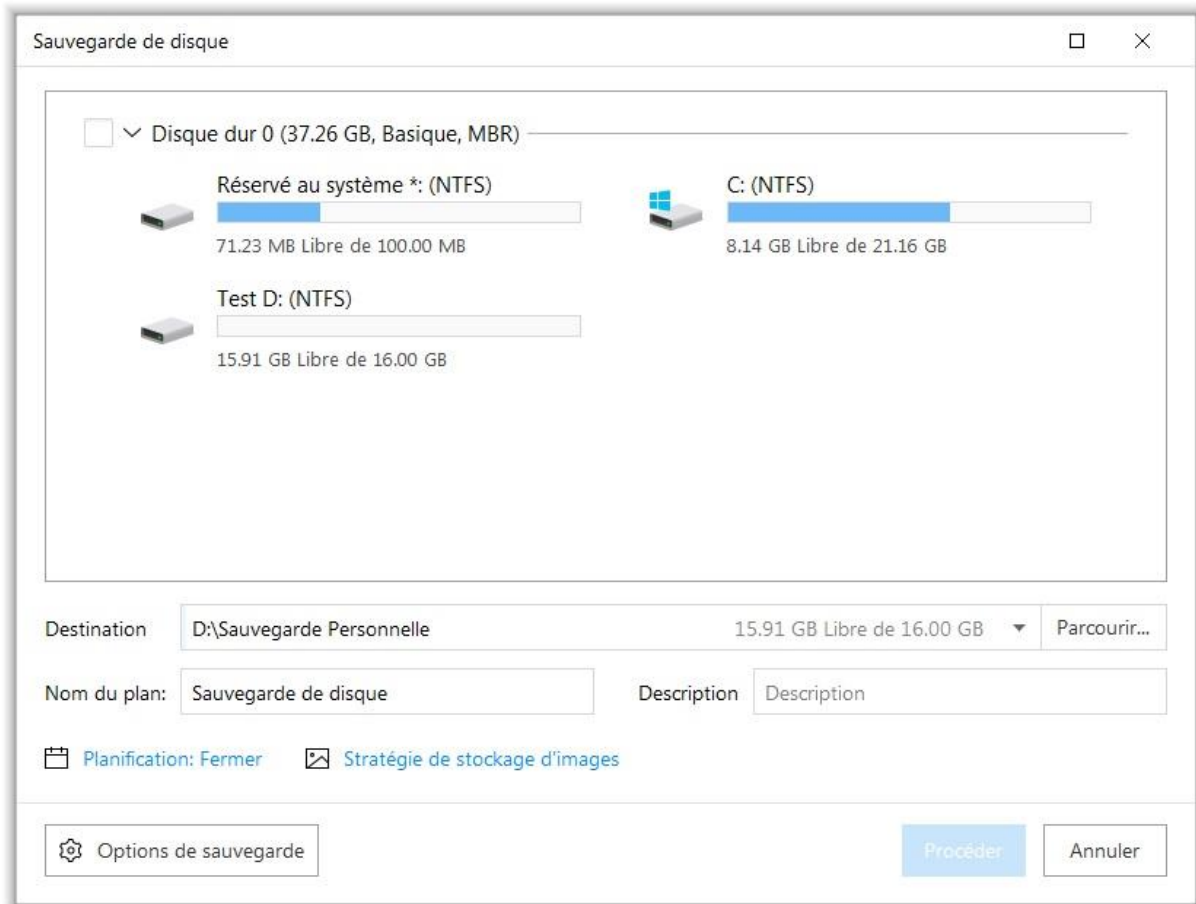 Sauvegarde de disque
Disque dur 0 (37.26 GB, Basique, MBR)
Réservé au système *: (NTFS)
71.23 MB Libre de 100.00 MB
C: (NTFS)
8.14 GB Libre de 21.16 GB
Test D: (NTFS)
15.91 GB Libre de 16.00 GB
Destination D:\Sauvegarde Personnelle 15.91 GB Libre de 16.00 GB Parcourir...
Nom du plan: Sauvegarde de disque Description Description
Planification: Fermer Stratégie de stockage d'images
Options de sauvegarde Procéder Annuler